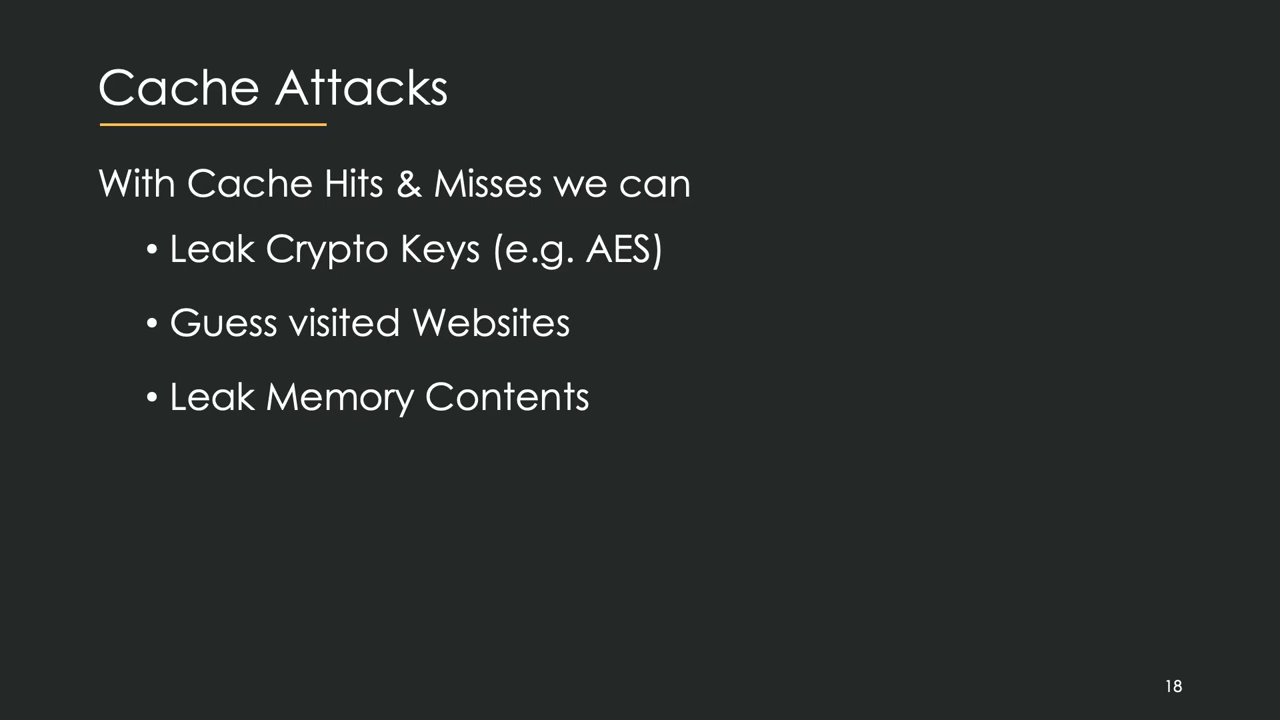 Cache Attacks
With Cache Hits & Misses we can
• Leak Crypto Keys (e.g. AES)
• Guess visited Websites
• Leak Memory Contents
18